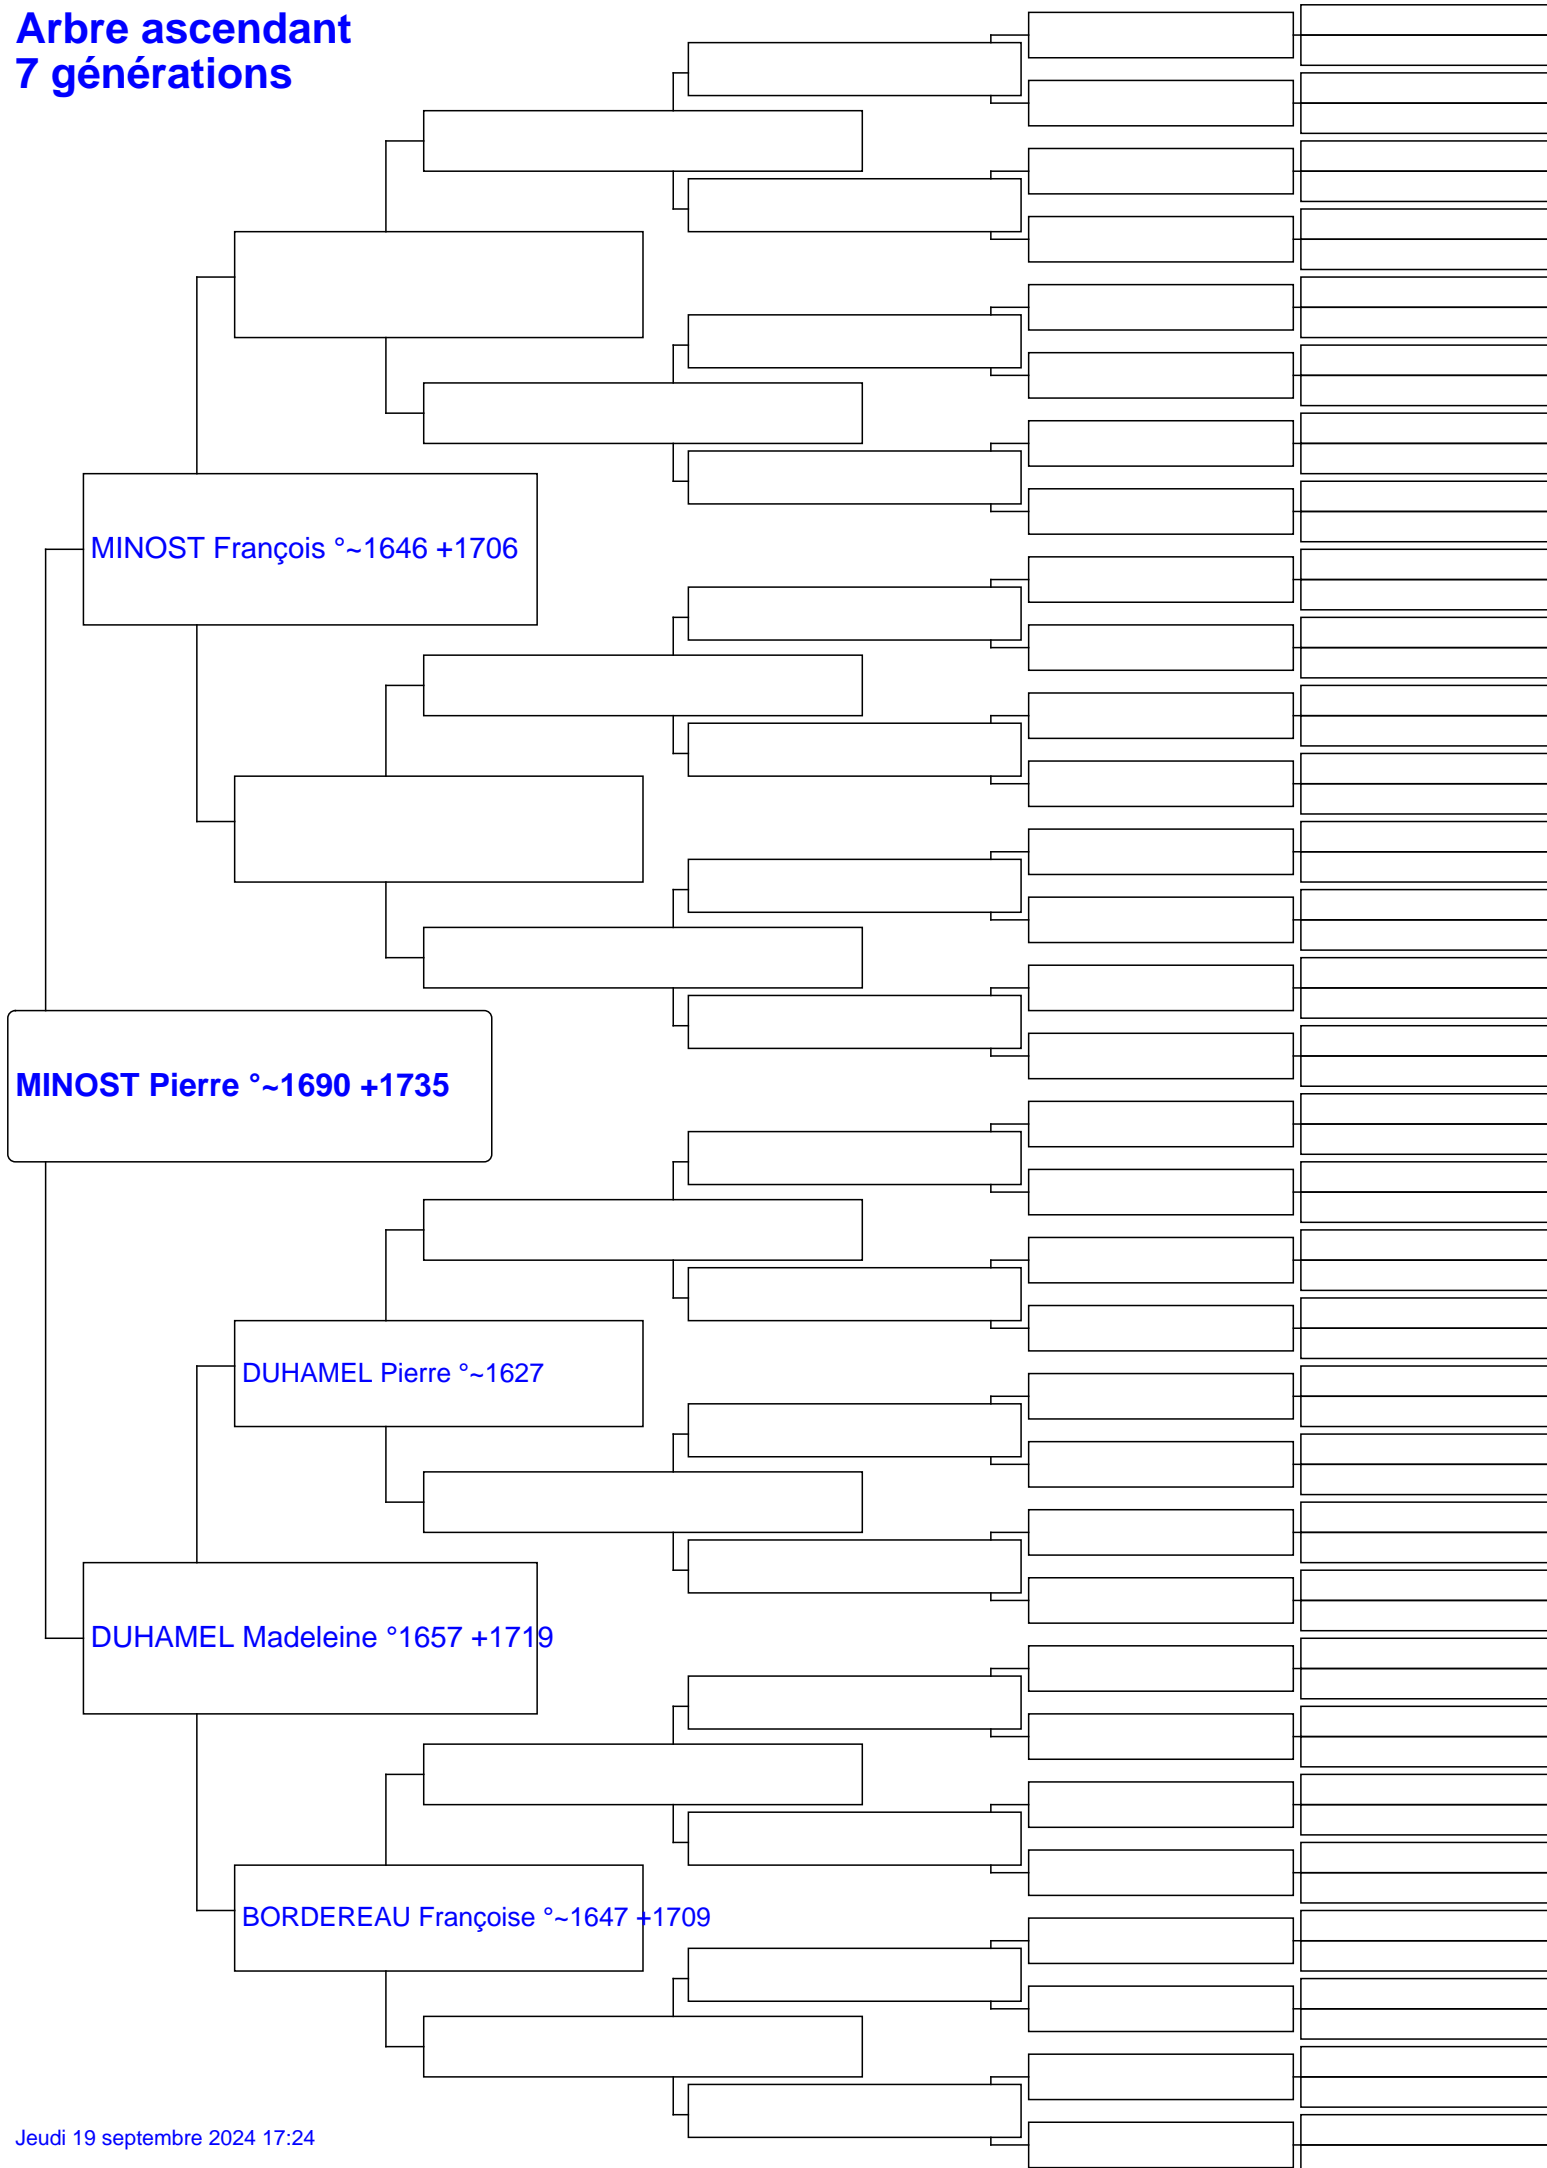 Arbre ascendant
7 générations
MINOST François °~1646 +1706
MINOST Pierre °~1690 +1735
DUHAMEL Pierre °~1627
DUHAMEL Madeleine °1657 +1719
BORDEREAU Françoise °~1647 +1709
Jeudi 19 septembre 2024 17:24